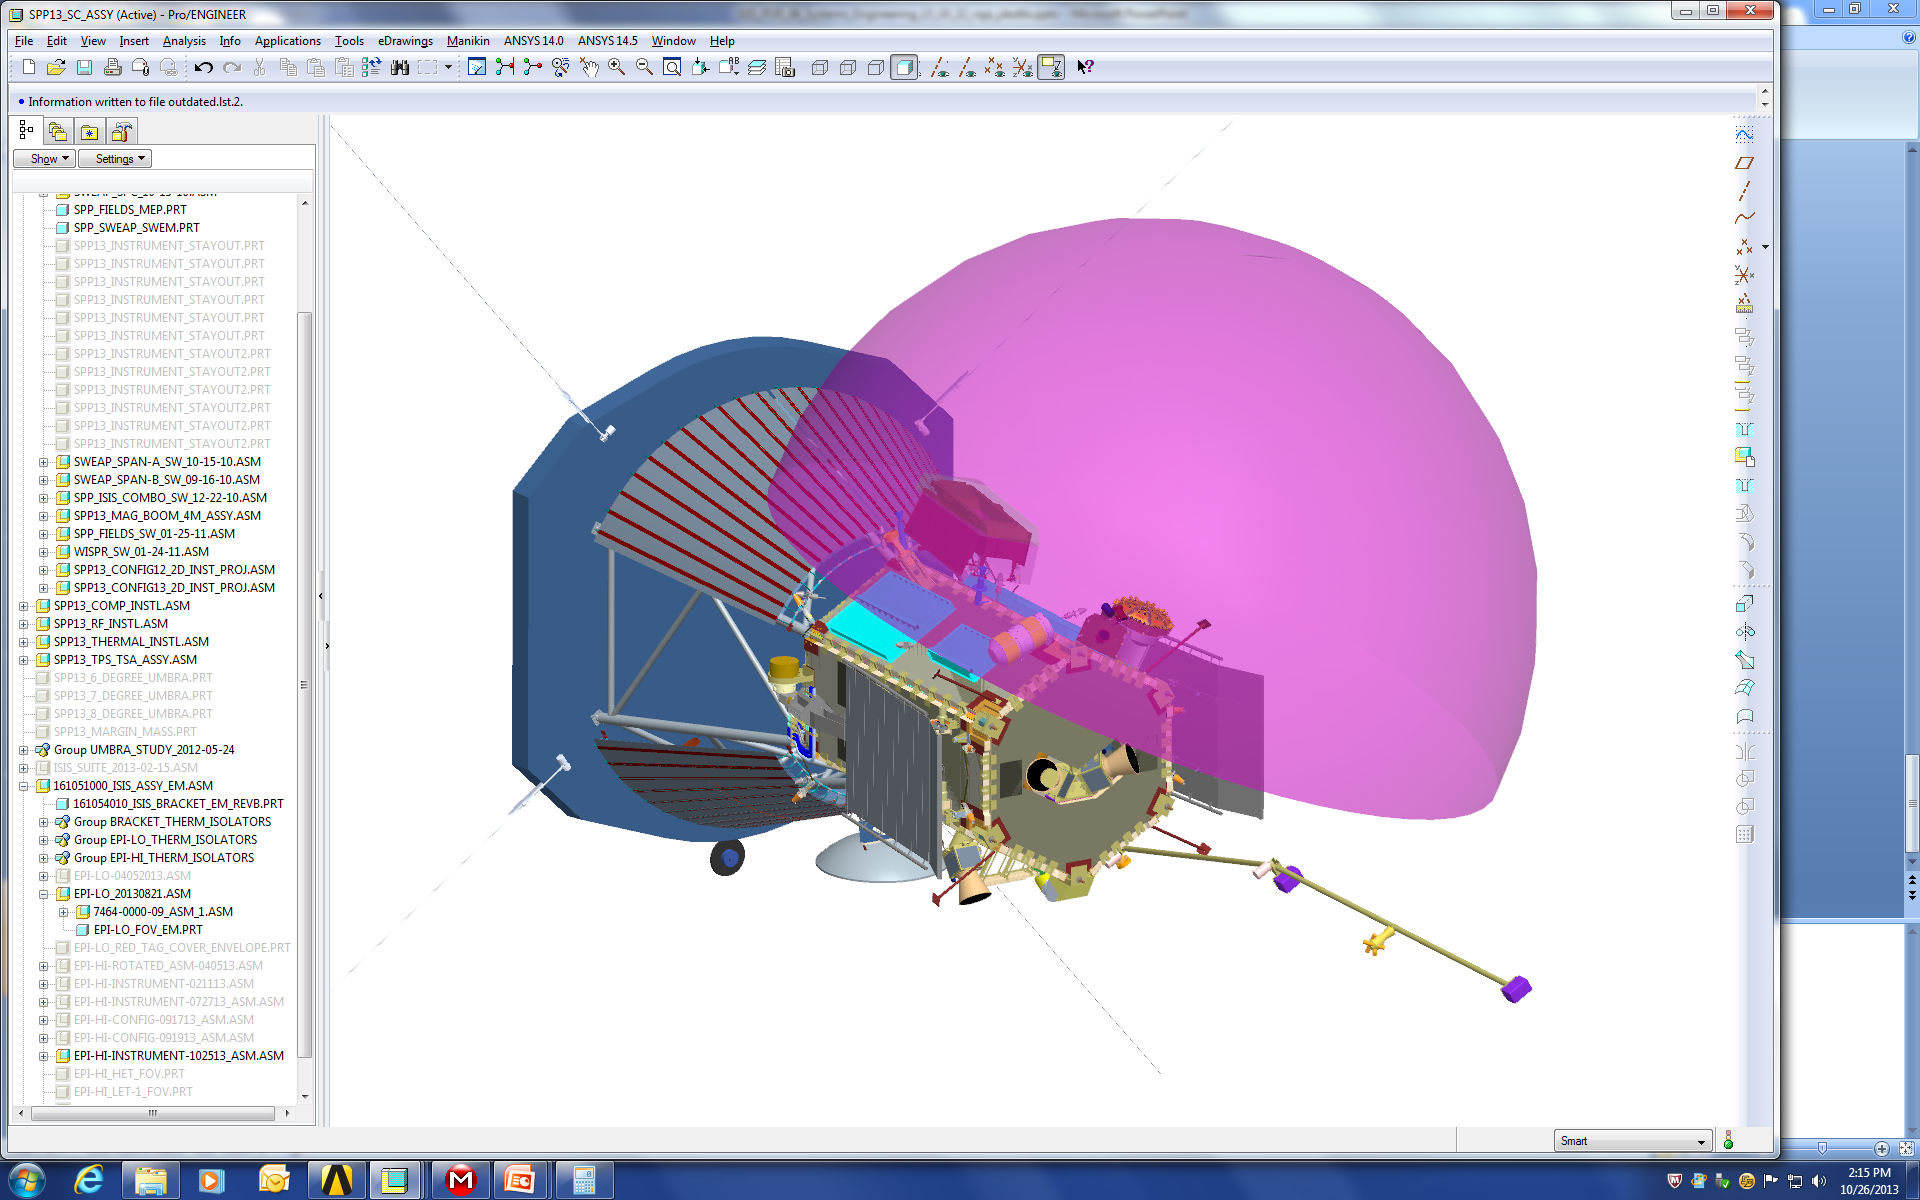 SPP13_SC_ASSY (Active) - Pro/ENGINEER
File Edit View Insert Analysis Info Applications Tools eDrawings Manikin ANSYS 14.0 ANSYS 14.5 Window Help
• Information written to file outdated.lst.2.
Show Settings
SPP_FIELDS_MEP.PRT
SPP_SWEAP_SWEM.PRT
SPP13_INSTRUMENT_STAYOUT.PRT
SPP13_INSTRUMENT_STAYOUT.PRT
SPP13_INSTRUMENT_STAYOUT.PRT
SPP13_INSTRUMENT_STAYOUT.PRT
SPP13_INSTRUMENT_STAYOUT.PRT
SPP13_INSTRUMENT_STAYOUT.PRT
SPP13_INSTRUMENT_STAYOUT2.PRT
SPP13_INSTRUMENT_STAYOUT2.PRT
SPP13_INSTRUMENT_STAYOUT2.PRT
SPP13_INSTRUMENT_STAYOUT2.PRT
SPP13_INSTRUMENT_STAYOUT2.PRT
SPP13_INSTRUMENT_STAYOUT2.PRT
SWEAP_SPAN-A_SW_10-15-10.ASM
SWEAP_SPAN-B_SW_09-16-10.ASM
SPP_ISIS_COMBO_SW_12-22-10.ASM
SPP13_MAG_BOOM_4M_ASSY.ASM
SPP_FIELDS_SW_01-25-11.ASM
WISPR_SW_01-24-11.ASM
SPP13_CONFIG12_2D_INST_PROJ.ASM
SPP13_CONFIG13_2D_INST_PROJ.ASM
SPP13_COMP_INSTL.ASM
SPP13_RF_INSTL.ASM
SPP13_THERMAL_INSTL.ASM
SPP13_TPS_TSA_ASSY.ASM
SPP13_6_DEGREE_UMBRA.PRT
SPP13_7_DEGREE_UMBRA.PRT
SPP13_8_DEGREE_UMBRA.PRT
SPP13_MARGIN_MASS.PRT
Group UMBRA_STUDY_2012-05-24
ISIS_SUITE_2013-02-15.ASM
161051000_ISIS_ASSY_EM.ASM
161054010_ISIS_BRACKET_EM_REVB.PRT
Group BRACKET_THERM_ISOLATORS
Group EPI-LO_THERM_ISOLATORS
Group EPI-HI_THERM_ISOLATORS
EPI-LO-04052013.ASM
EPI-LO_20130821.ASM
7464-0000-09_ASM_1.ASM
EPI-LO_FOV_EM.PRT
EPI-LO_RED_TAG_COVER_ENVELOPE.PRT
EPI-HI-ROTATED_ASM-040513.ASM
EPI-HI-INSTRUMENT-021113.ASM
EPI-HI-INSTRUMENT-072713_ASM.ASM
EPI-HI-CONFIG-091713_ASM.ASM
EPI-HI-CONFIG-091913_ASM.ASM
EPI-HI-INSTRUMENT-102513_ASM.ASM
EPI-HI_HET_FOV.PRT
EPI-HI_LET-1_FOV.PRT
Smart
2:15 PM
10/26/2013